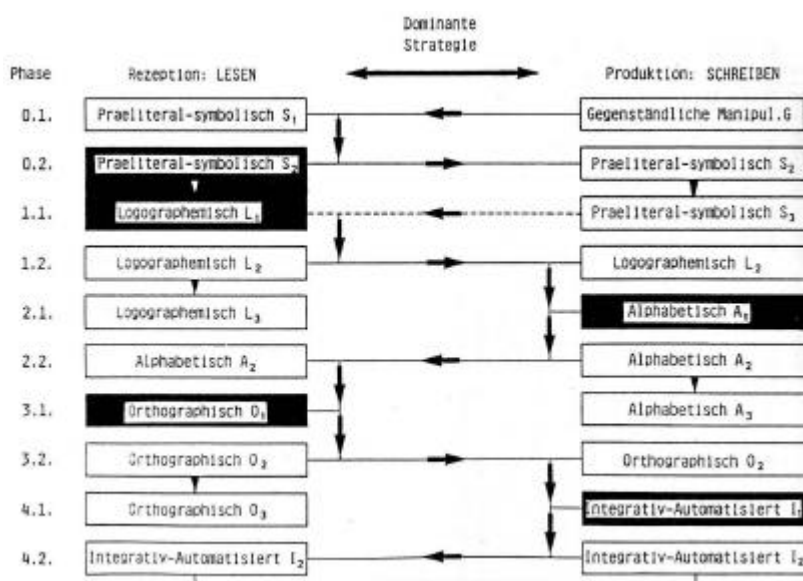 Dominante
Strategie
Phase Rezeption: LESEN Produktion: SCHREIBEN
0.1. Praeliteral-symbolisch S₁ Gegenständliche Manipul.G
0.2. Praeliteral-symbolisch S₂ Praeliteral-symbolisch S₂
1.1. Logographemisch L₁ Praeliteral-symbolisch S₃
1.2. Logographemisch L₂ Logographemisch L₂
2.1. Logographemisch L₃ Alphabetisch A₁
2.2. Alphabetisch A₂ Alphabetisch A₂
3.1. Orthographisch O₁ Alphabetisch A₃
3.2. Orthographisch O₂ Orthographisch O₂
4.1. Orthographisch O₃ Integrativ-Automatisiert I₁
4.2. Integrativ-Automatisiert I₂ Integrativ-Automatisiert I₂